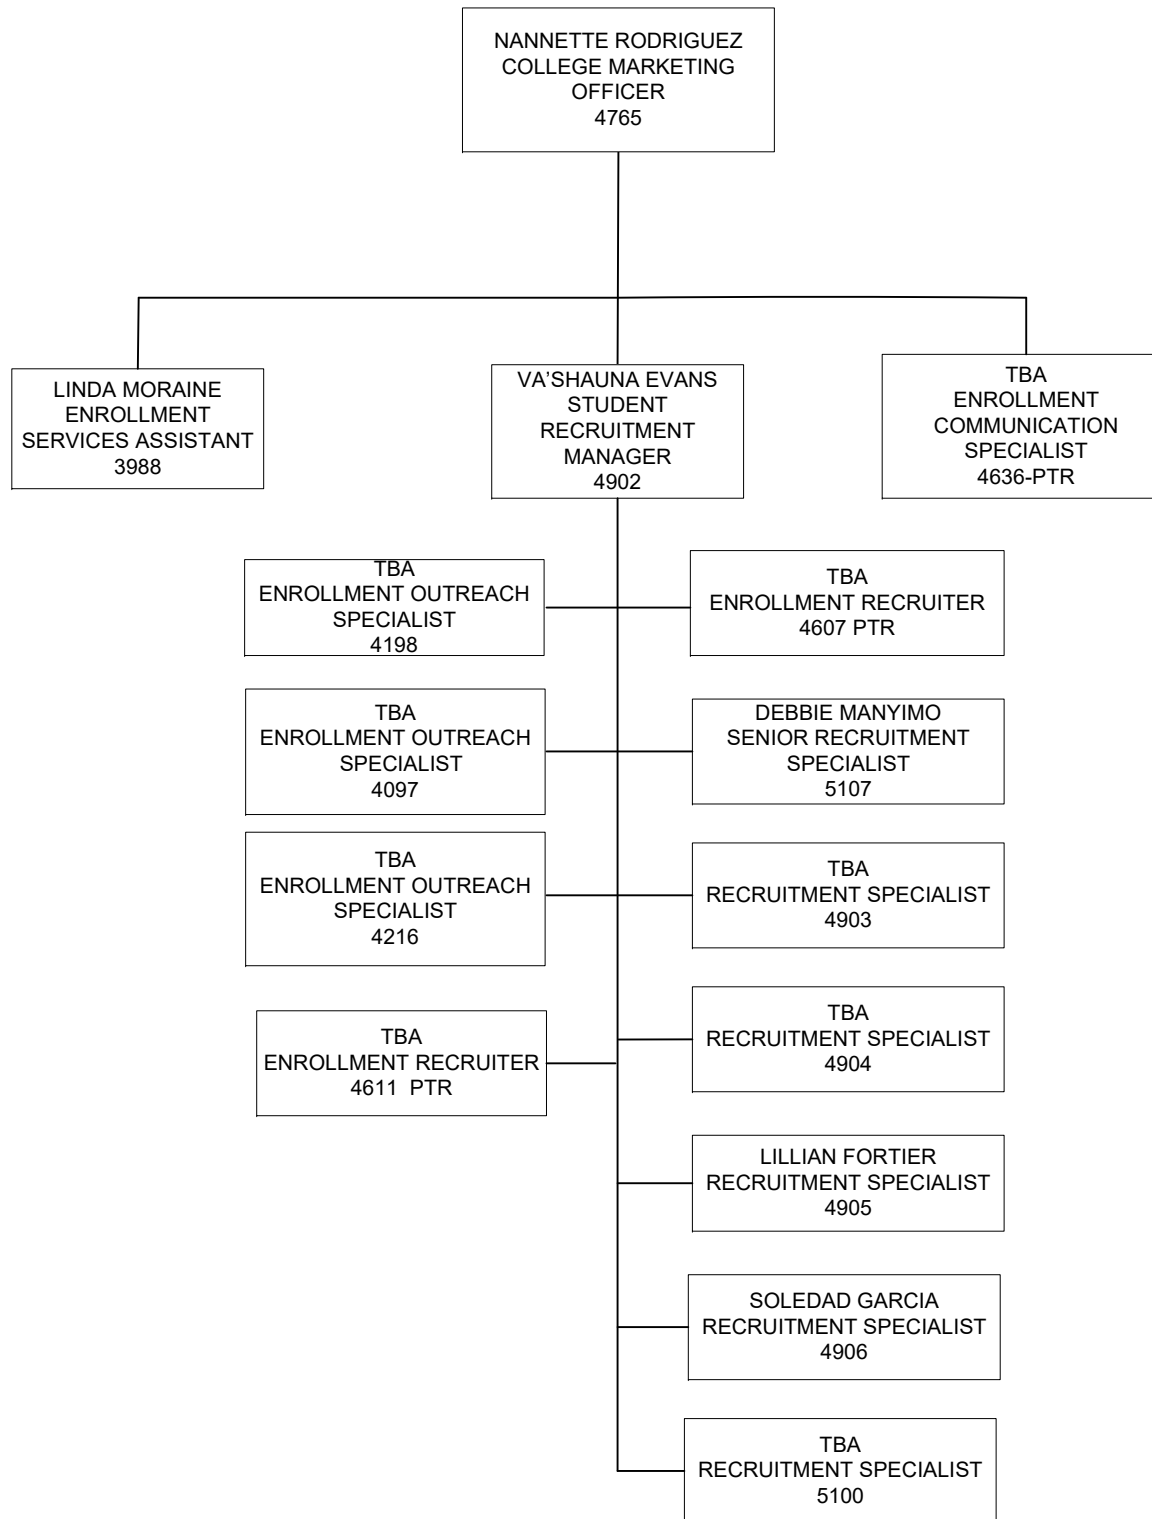 NANNETTE RODRIGUEZ
COLLEGE MARKETING
OFFICER
4765
LINDA MORAINE
ENROLLMENT
SERVICES ASSISTANT
3988
VA'SHAUNA EVANS
STUDENT
RECRUITMENT
MANAGER
4902
TBA
ENROLLMENT
COMMUNICATION
SPECIALIST
4636-PTR
TBA
ENROLLMENT OUTREACH
SPECIALIST
4198
TBA
ENROLLMENT RECRUITER
4607 PTR
TBA
ENROLLMENT OUTREACH
SPECIALIST
4097
DEBBIE MANYIMO
SENIOR RECRUITMENT
SPECIALIST
5107
TBA
ENROLLMENT OUTREACH
SPECIALIST
4216
TBA
RECRUITMENT SPECIALIST
4903
TBA
ENROLLMENT RECRUITER
4611  PTR
TBA
RECRUITMENT SPECIALIST
4904
LILLIAN FORTIER
RECRUITMENT SPECIALIST
4905
SOLEDAD GARCIA
RECRUITMENT SPECIALIST
4906
TBA
RECRUITMENT SPECIALIST
5100